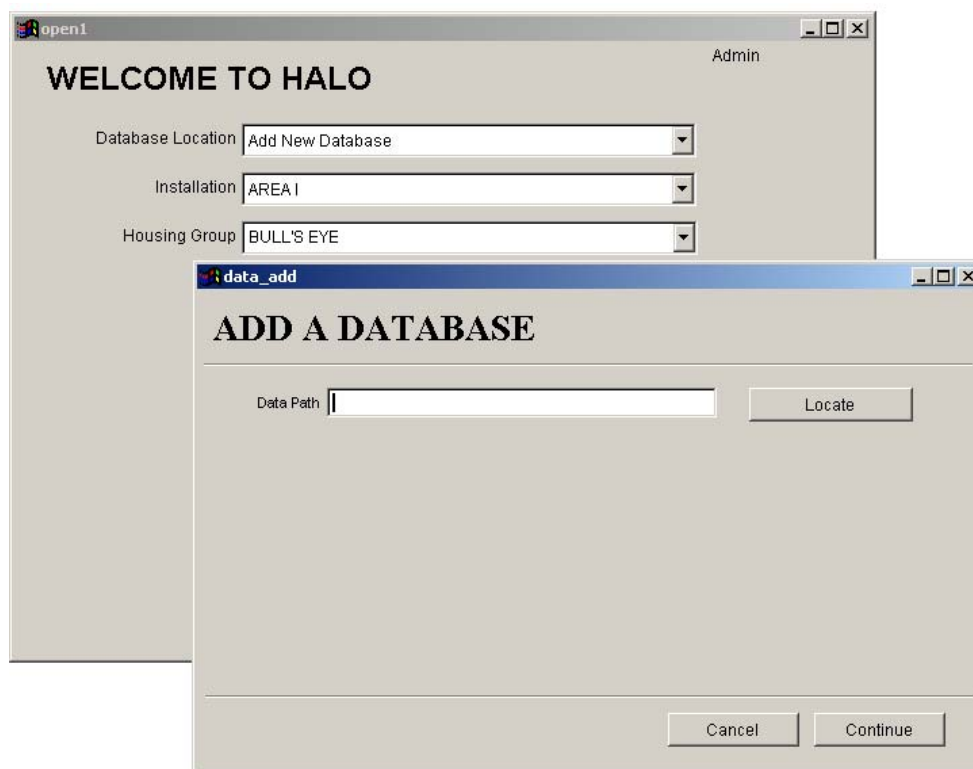 open1
Admin
WELCOME TO HALO
Database Location Add New Database
Installation AREA I
Housing Group BULL'S EYE
data_add
ADD A DATABASE
Data Path Locate
Cancel Continue